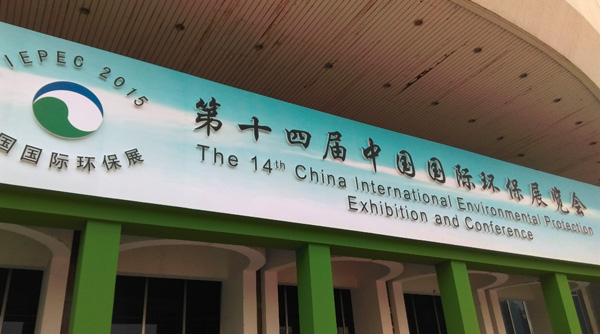 IEPEC 2015
国国际环保展
第十四届中国国际环保展览会
The 14th China International Environmental Protection
Exhibition and Conference